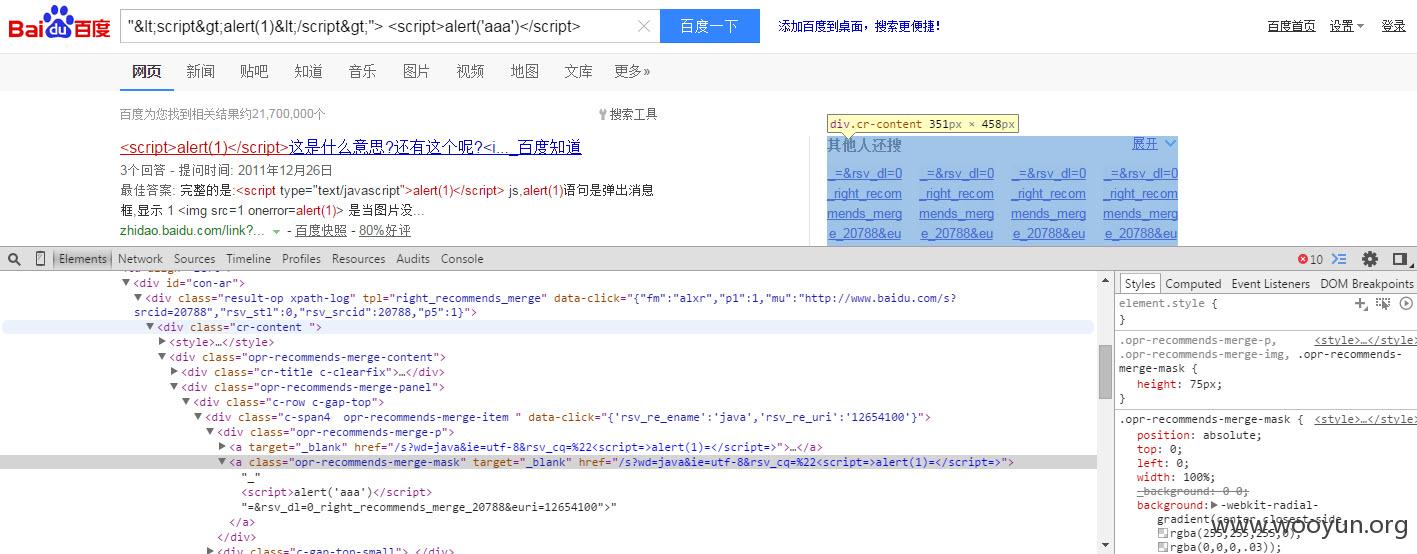 Bai du 百度 "&lt;script&gt;alert(1)&lt;/script&gt;"> <script>alert('aaa')</script> 百度一下 添加百度到桌面，搜索更便捷! 百度首页 设置 登录
网页 新闻 贴吧 知道 音乐 图片 视频 地图 文库 更多»
百度为您找到相关结果约21,700,000个 搜索工具
<script>alert(1)</script>这是什么意思?还有这个呢?<i..._百度知道
3个回答 - 提问时间: 2011年12月26日
最佳答案: 完整的是:<script type="text/javascript">alert(1)</script> js,alert(1)语句是弹出消息
框,显示 1 <img src=1 onerror=alert(1)> 是当图片没...
zhidao.baidu.com/link?... - 百度快照 - 80%好评
div.cr-content 351px × 458px
其他人还搜 展开
_=&rsv_dl=0 _=&rsv_dl=0 _=&rsv_dl=0 _=&rsv_dl=0
_right_recom _right_recom _right_recom _right_recom
mends_merg mends_merg mends_merg mends_merg
e_20788&eu e_20788&eu e_20788&eu e_20788&eu
Elements Network Sources Timeline Profiles Resources Audits Console 10
<div id="con-ar">
<div class="result-op xpath-log" tpl="right_recommends_merge" data-click="{"fm":"alxr","p1":1,"mu":"http://www.baidu.com/s?
srcid=20788","rsv_stl":0,"rsv_srcid":20788,"p5":1}">
<div class="cr-content ">
<style>…</style>
<div class="opr-recommends-merge-content">
<div class="cr-title c-clearfix">…</div>
<div class="opr-recommends-merge-panel">
<div class="c-row c-gap-top">
<div class="c-span4  opr-recommends-merge-item " data-click="{'rsv_re_ename':'java','rsv_re_uri':'12654100'}">
<div class="opr-recommends-merge-p">
<a target="_blank" href="/s?wd=java&ie=utf-8&rsv_cq=%22<script>alert(1)=</script>=">…</a>
<a class="opr-recommends-merge-mask" target="_blank" href="/s?wd=java&ie=utf-8&rsv_cq=%22<script>alert(1)=</script>=">
"_"
<script>alert('aaa')</script>
"=&rsv_dl=0_right_recommends_merge_20788&euri=12654100">"
</a>
</div>
<div class="c-gap-top-small">…</div>
Styles Computed Event Listeners DOM Breakpoints
element.style {
}
.opr-recommends-merge-p, <style>…</style>
.opr-recommends-merge-img, .opr-recommends-
merge-mask {
height: 75px;
}
.opr-recommends-merge-mask { <style>…</style>
position: absolute;
top: 0;
left: 0;
width: 100%;
_background: 0 0;
background: -webkit-radial-
gradient(center,closest-side,
rgba(255,255,255,0),
rgba(0,0,0,.03));
www.wooyun.org